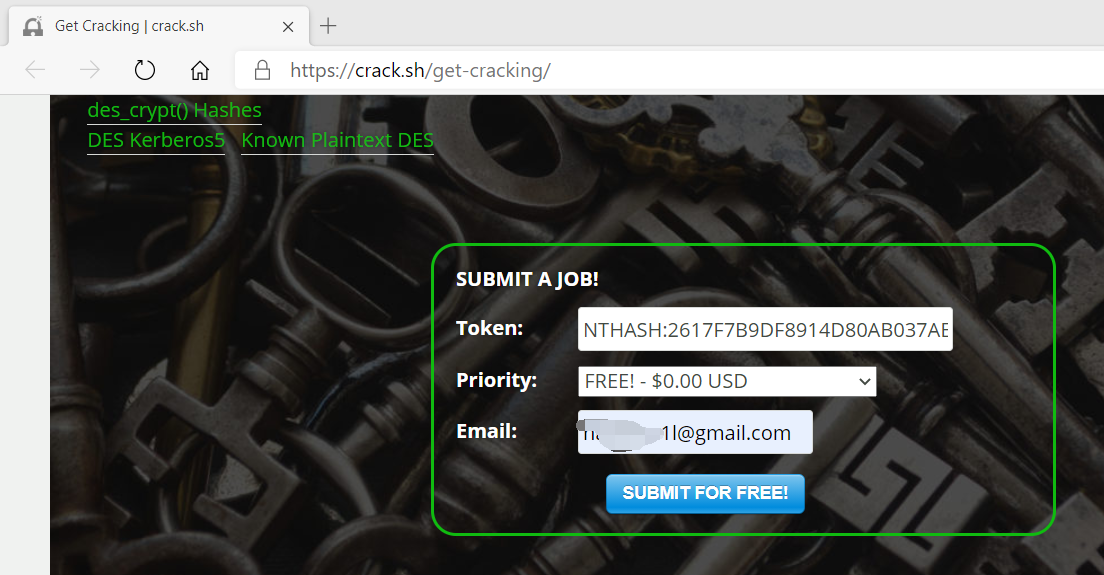 Get Cracking | crack.sh
https://crack.sh/get-cracking/
des_crypt() Hashes
DES Kerberos5 Known Plaintext DES
SUBMIT A JOB!
Token: NTHASH:2617F7B9DF8914D80AB037AE
Priority: FREE! - $0.00 USD
Email: 1l@gmail.com
SUBMIT FOR FREE!